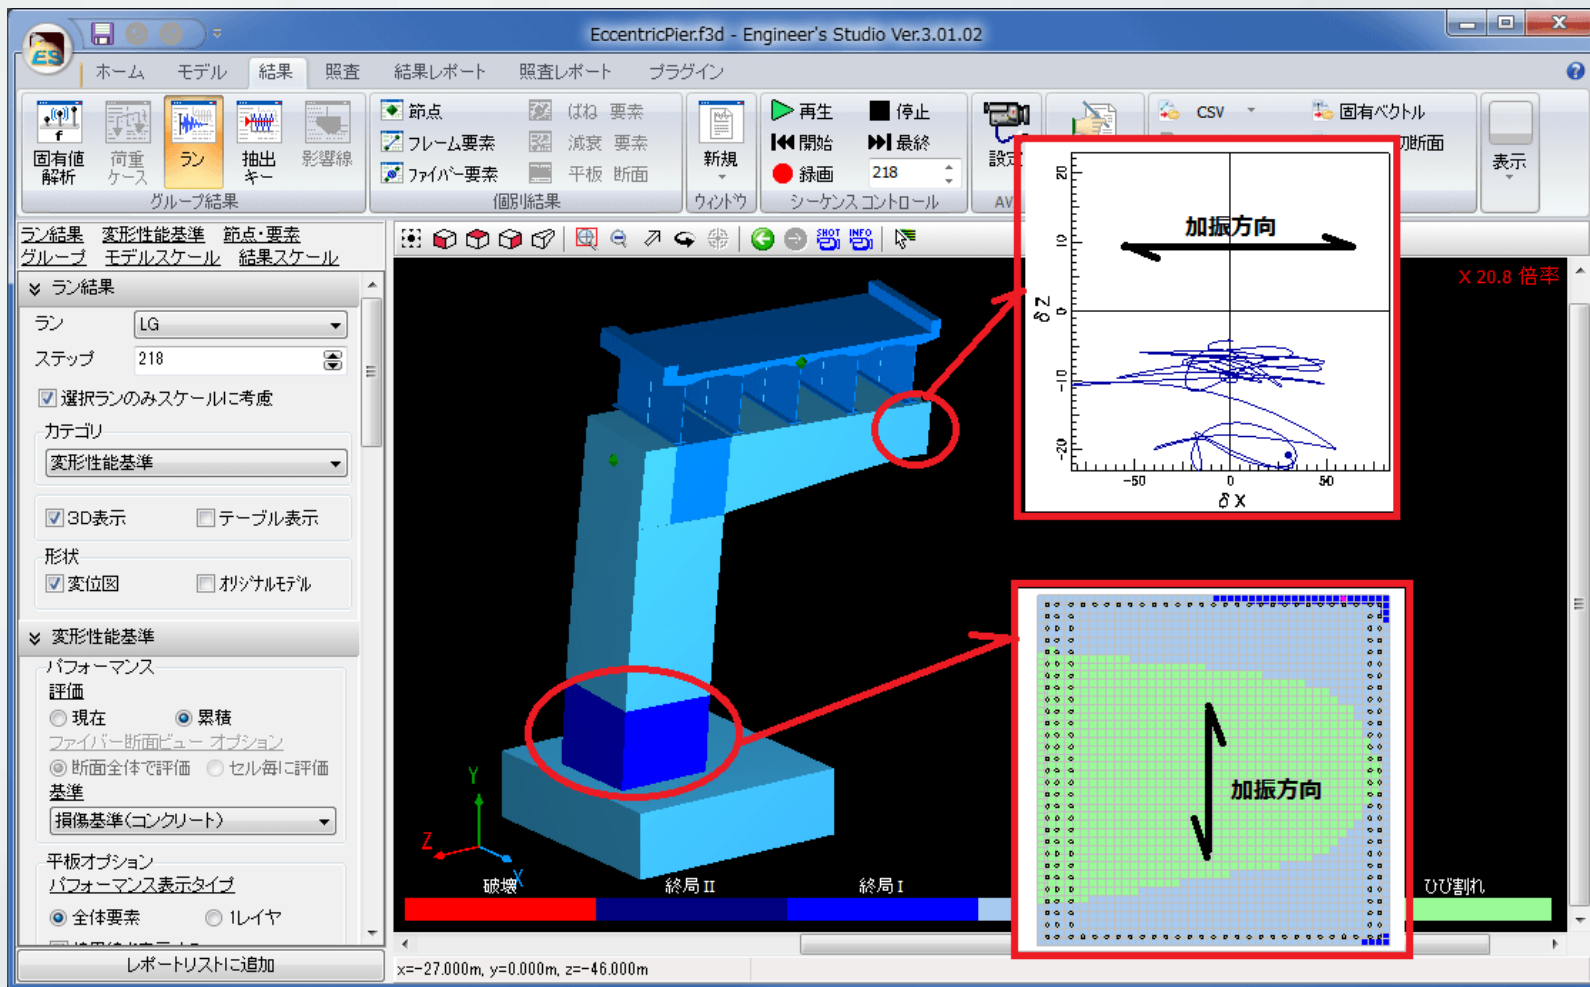 EccentricPier.f3d - Engineer's Studio Ver.3.01.02
ES
ホーム モデル 結果 照査 結果レポート 照査レポート プラグイン
固有値解析
荷重ケース
ラン
抽出キー
影響線
グループ結果
節点 ばね 要素
フレーム要素 減衰 要素
ファイバー要素 平板 断面
個別結果
新規
ウィンドウ
再生 停止
開始 最終
録画 218
シーケンスコントロール
設定
AV
CSV 固有ベクトル
切断面
表示
ラン結果 変形性能基準 節点・要素
グループ モデルスケール 結果スケール
ラン結果
ラン LG
ステップ 218
選択ランのみスケールに考慮
カテゴリ
変形性能基準
3D表示 テーブル表示
形状
変位図 オリジナルモデル
変形性能基準
パフォーマンス
評価
現在 累積
ファイバー断面ビュー オプション
断面全体で評価 セル毎に評価
基準
損傷基準(コンクリート)
平板オプション
パフォーマンス表示タイプ
全体要素 1レイヤ
レポートリストに追加
SHOT INFO
X 20.8 倍率
加振方向
20
10
0
-10
-20
δZ
-50 0 50
δX
加振方向
Y
Z
X
破壊 終局II 終局I ひび割れ
x=-27.000m, y=0.000m, z=-46.000m